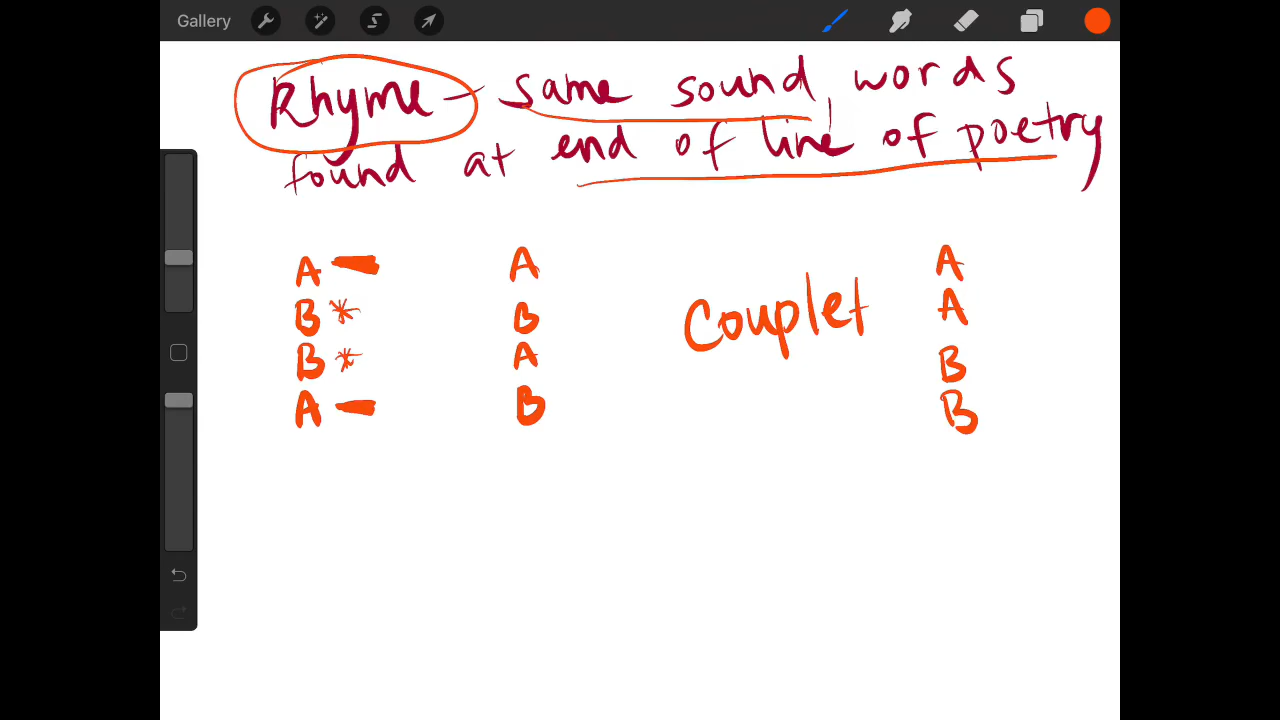 Gallery
Rhyme - same sound, words
found at end of line of poetry
A A A
B B Couplet A
B A B
A B B